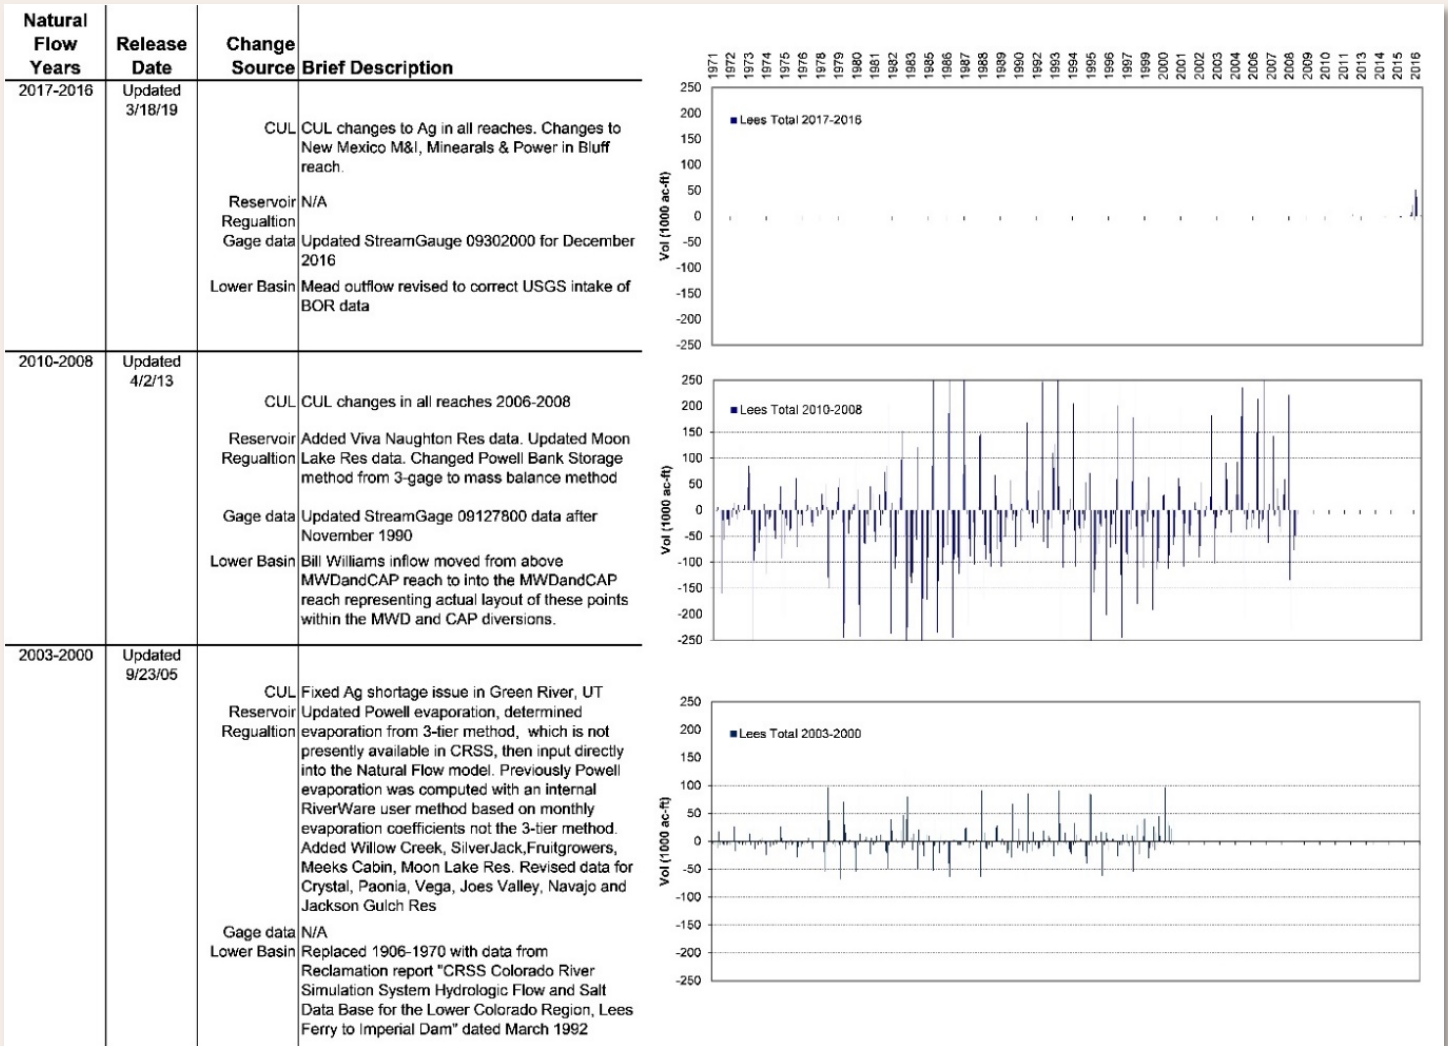 Natural
Flow
Years
Release
Date
Change
Source
Brief Description
2017-2016
Updated
3/18/19
CUL
CUL changes to Ag in all reaches. Changes to
New Mexico M&I, Minearals & Power in Bluff
reach.
Reservoir
Regualtion
N/A
Gage data
Updated StreamGauge 09302000 for December
2016
Lower Basin
Mead outflow revised to correct USGS intake of
BOR data
1971 1972 1973 1974 1975 1976 1978 1979 1980 1981 1982 1983 1985 1986 1987 1988 1989 1990 1992 1993 1994 1995 1996 1997 1999 2000 2001 2002 2003 2004 2006 2007 2008 2009 2010 2011 2013 2014 2015 2016
Vol (1000 ac-ft)
250
200
150
100
50
0
-50
-100
-150
-200
-250
Lees Total 2017-2016
2010-2008
Updated
4/2/13
CUL
CUL changes in all reaches 2006-2008
Reservoir
Regualtion
Added Viva Naughton Res data. Updated Moon
Lake Res data. Changed Powell Bank Storage
method from 3-gage to mass balance method
Gage data
Updated StreamGage 09127800 data after
November 1990
Lower Basin
Bill Williams inflow moved from above
MWDandCAP reach to into the MWDandCAP
reach representing actual layout of these points
within the MWD and CAP diversions.
Vol (1000 ac-ft)
250
200
150
100
50
0
-50
-100
-150
-200
-250
Lees Total 2010-2008
2003-2000
Updated
9/23/05
CUL
Fixed Ag shortage issue in Green River, UT
Reservoir
Regualtion
Updated Powell evaporation, determined
evaporation from 3-tier method, which is not
presently available in CRSS, then input directly
into the Natural Flow model. Previously Powell
evaporation was computed with an internal
RiverWare user method based on monthly
evaporation coefficients not the 3-tier method.
Added Willow Creek, SilverJack,Fruitgrowers,
Meeks Cabin, Moon Lake Res. Revised data for
Crystal, Paonia, Vega, Joes Valley, Navajo and
Jackson Gulch Res
Gage data
N/A
Lower Basin
Replaced 1906-1970 with data from
Reclamation report "CRSS Colorado River
Simulation System Hydrologic Flow and Salt
Data Base for the Lower Colorado Region, Lees
Ferry to Imperial Dam" dated March 1992
Vol (1000 ac-ft)
250
200
150
100
50
0
-50
-100
-150
-200
-250
Lees Total 2003-2000